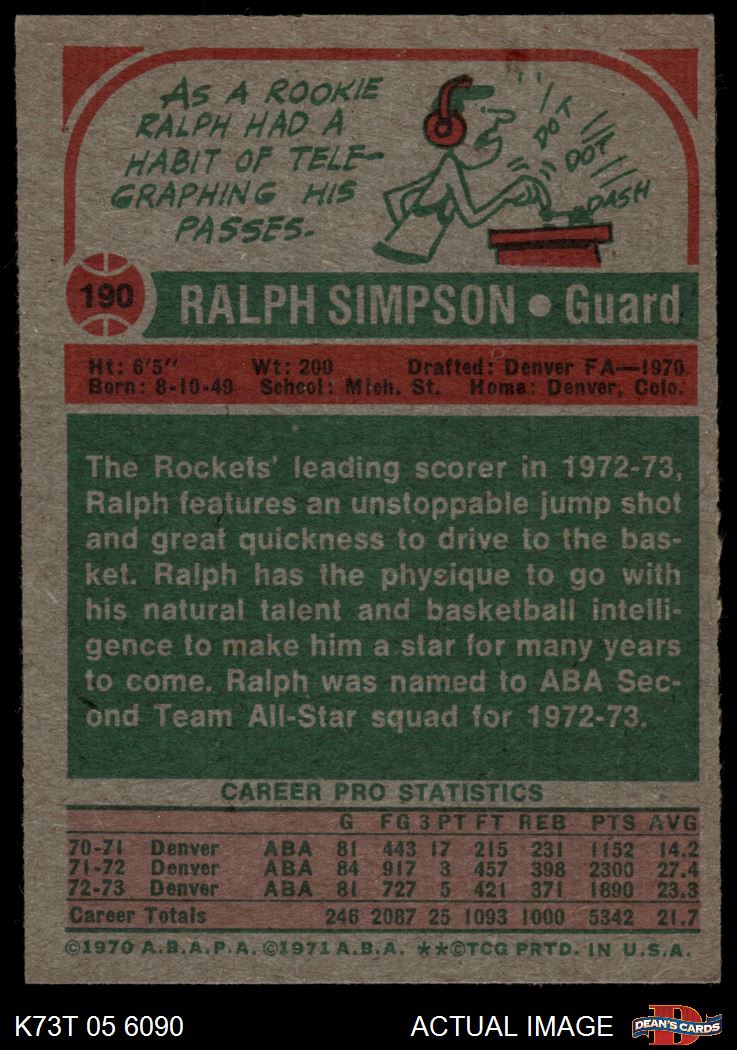 AS A ROOKIE
RALPH HAD A
HABIT OF TELE-
GRAPHING HIS
PASSES.
DOT
DOT
DASH
190
RALPH SIMPSON • Guard
Ht: 6'5" Wt: 200 Drafted: Denver FA—1970
Born: 8-10-49 School: Mich. St. Home: Denver, Colo.
The Rockets' leading scorer in 1972-73,
Ralph features an unstoppable jump shot
and great quickness to drive to the bas-
ket. Ralph has the physique to go with
his natural talent and basketball intelli-
gence to make him a star for many years
to come. Ralph was named to ABA Sec-
ond Team All-Star squad for 1972-73.
CAREER PRO STATISTICS
G FG 3 PT FT REB PTS AVG
70-71 Denver ABA 81 443 17 215 231 1152 14.2
71-72 Denver ABA 84 917 3 457 398 2300 27.4
72-73 Denver ABA 81 727 5 421 371 1890 23.3
Career Totals 246 2087 25 1093 1000 5342 21.7
©1970 A.B.A.P.A. ©1971 A.B.A. **©TCG PRTD. IN U.S.A.
K73T 05 6090 ACTUAL IMAGE
D
DEAN'S CARDS